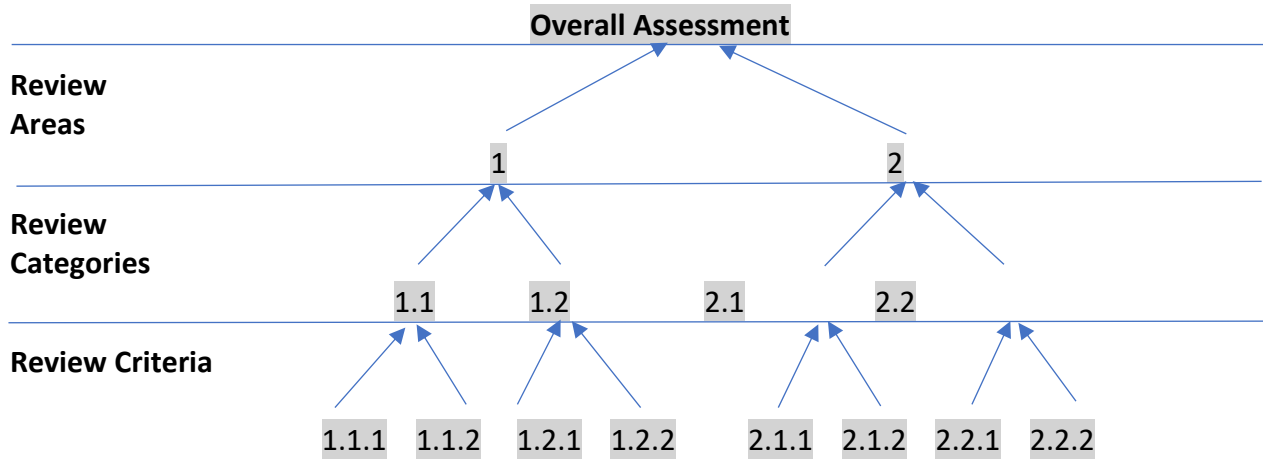 Overall Assessment
Review
Areas
1 2
Review
Categories
1.1 1.2 2.1 2.2
Review Criteria
1.1.1 1.1.2 1.2.1 1.2.2 2.1.1 2.1.2 2.2.1 2.2.2